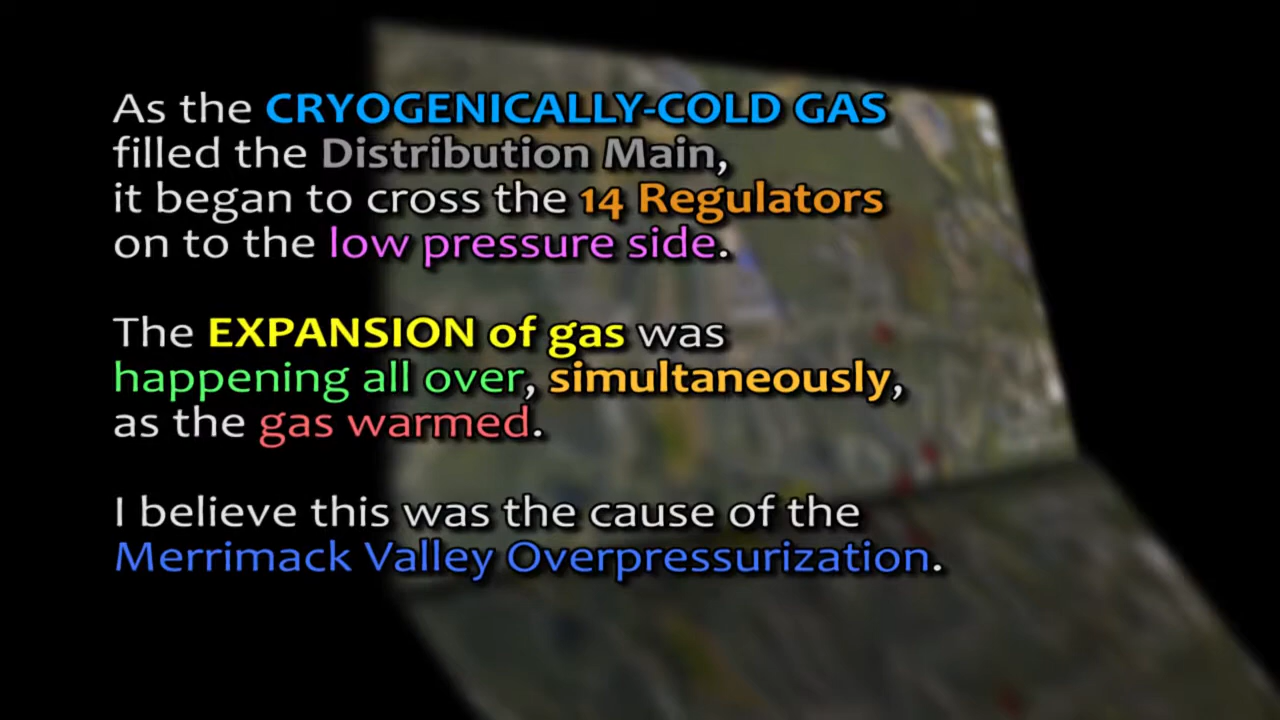 As the CRYOGENICALLY-COLD GAS
filled the Distribution Main,
it began to cross the 14 Regulators
on to the low pressure side.
The EXPANSION of gas was
happening all over, simultaneously,
as the gas warmed.
I believe this was the cause of the
Merrimack Valley Overpressurization.